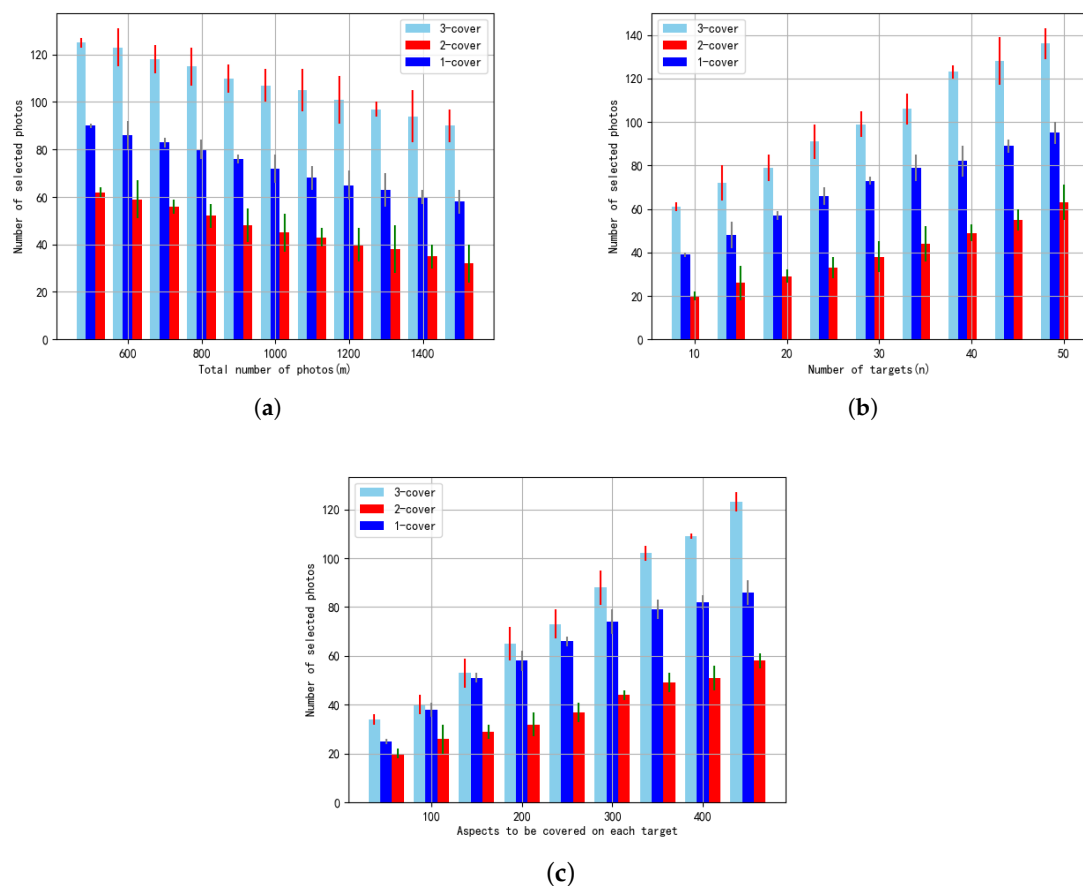 3-cover
2-cover
1-cover
Number of selected photos
120
100
80
60
40
20
0
600 800 1000 1200 1400
Total number of photos(m)
(a)
3-cover
2-cover
1-cover
Number of selected photos
140
120
100
80
60
40
20
0
10 20 30 40 50
Number of targets(n)
(b)
3-cover
2-cover
1-cover
Number of selected photos
120
100
80
60
40
20
0
100 200 300 400
Aspects to be covered on each target
(c)